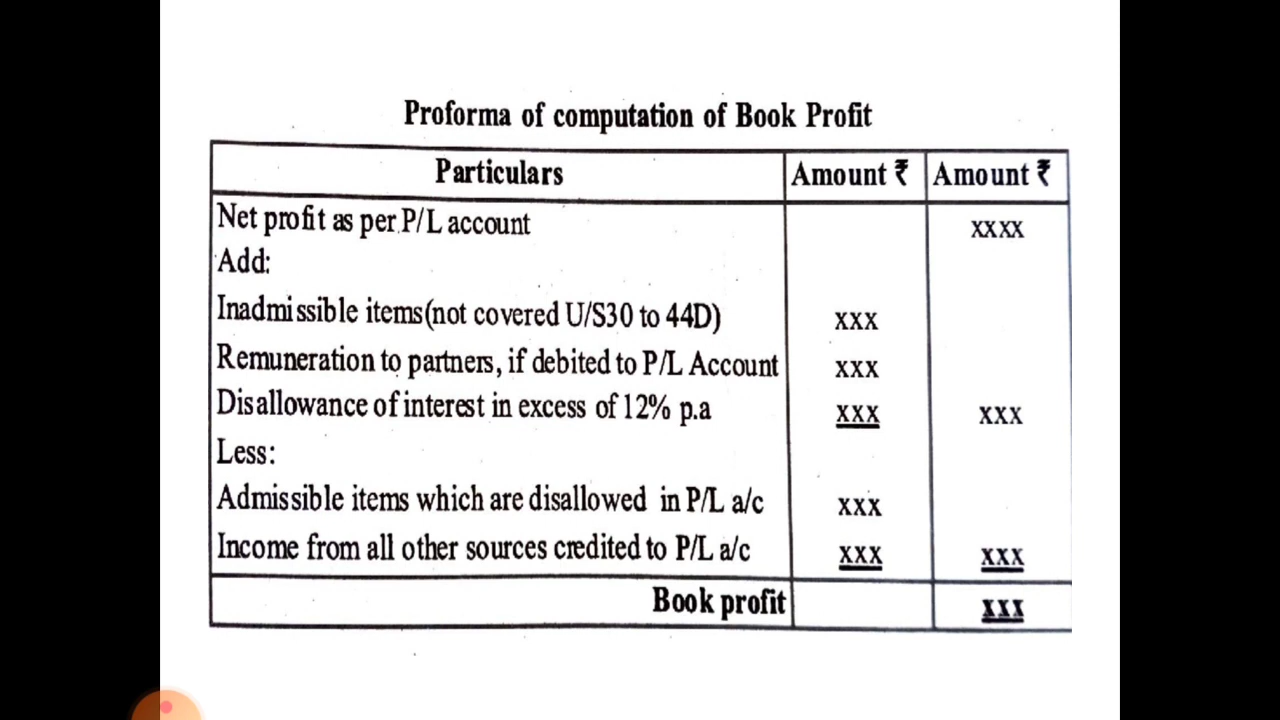 Proforma of computation of Book Profit
Particulars Amount ₹ Amount ₹
Net profit as per P/L account XXXX
Add:
Inadmissible items(not covered U/S30 to 44D) XXX
Remuneration to partners, if debited to P/L Account XXX
Disallowance of interest in excess of 12% p.a XXX XXX
Less:
Admissible items which are disallowed in P/L a/c XXX
Income from all other sources credited to P/L a/c XXX XXX
Book profit XXX